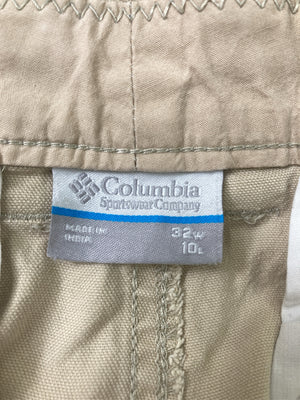 Columbia
Sportswear Company
MADE IN
INDIA
32W
10L